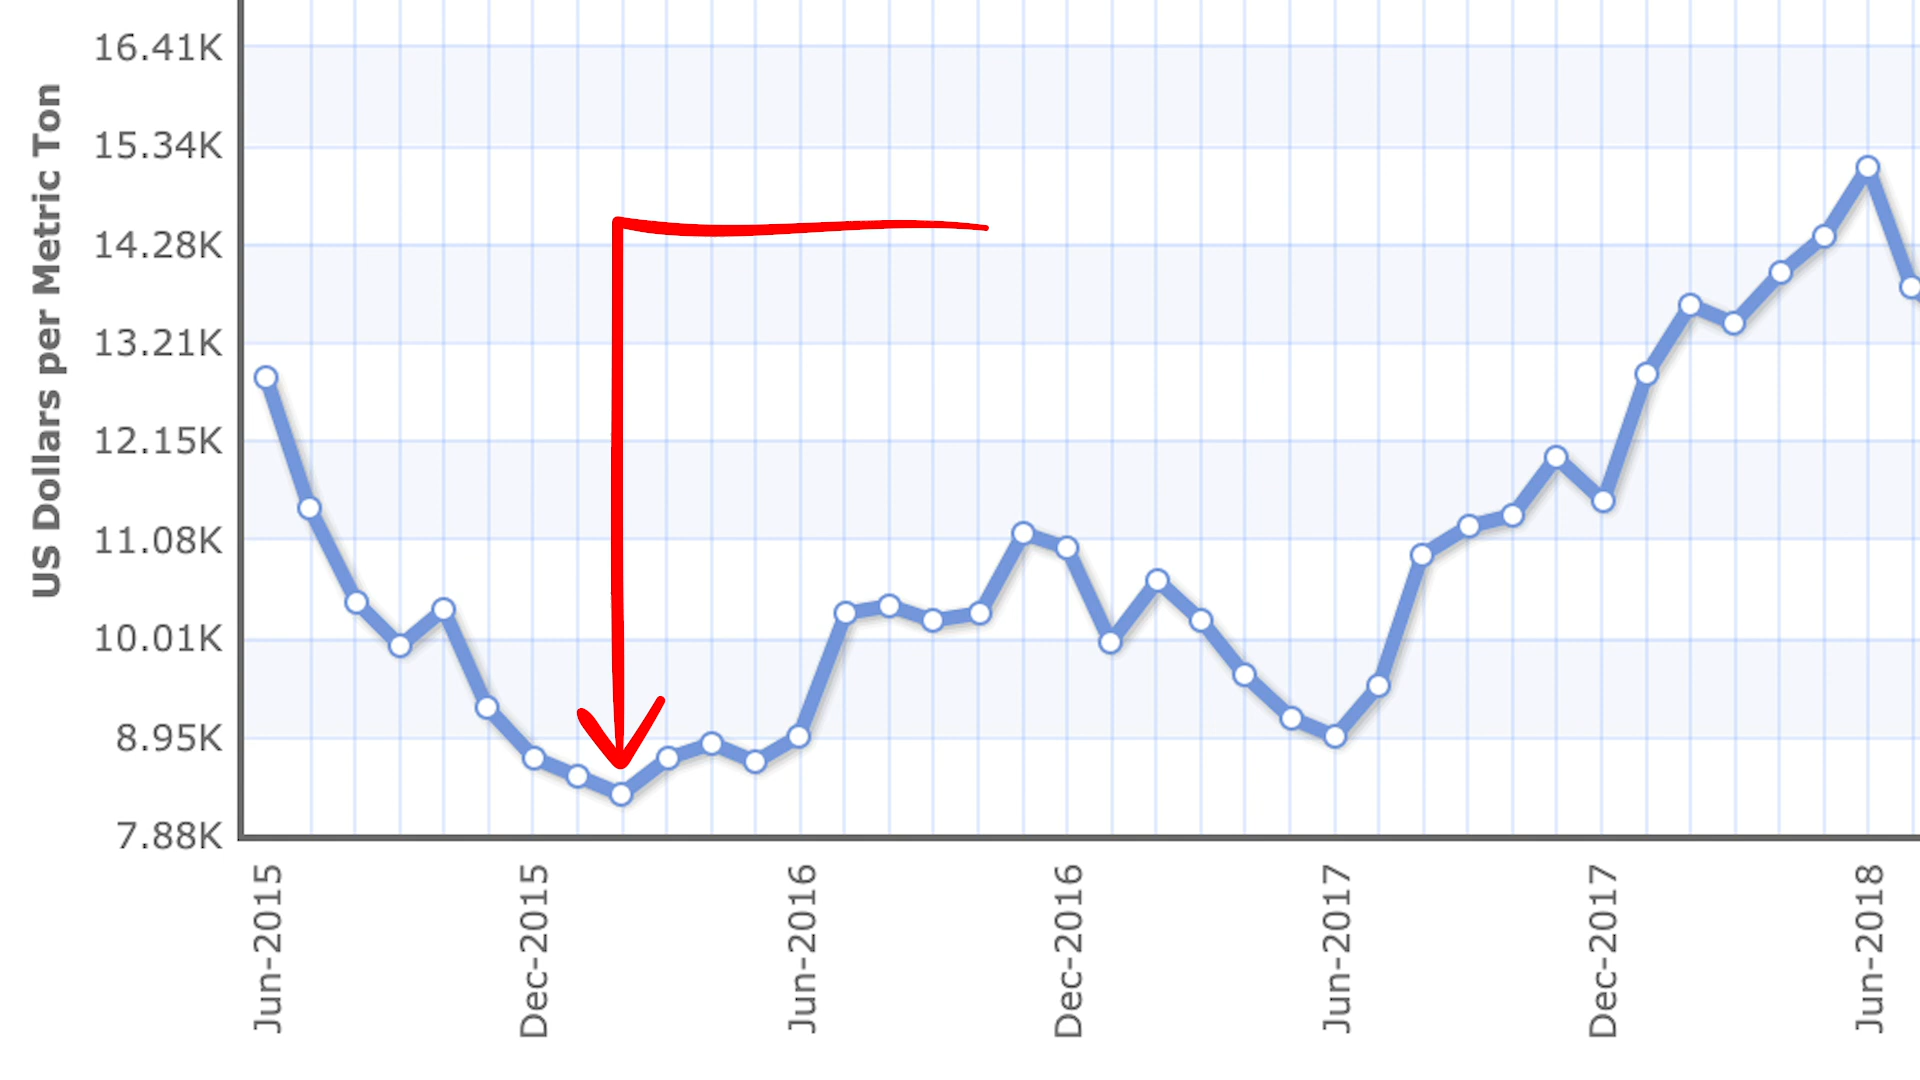 US Dollars per Metric Ton
16.41K
15.34K
14.28K
13.21K
12.15K
11.08K
10.01K
8.95K
7.88K
Jun-2015
Dec-2015
Jun-2016
Dec-2016
Jun-2017
Dec-2017
Jun-2018